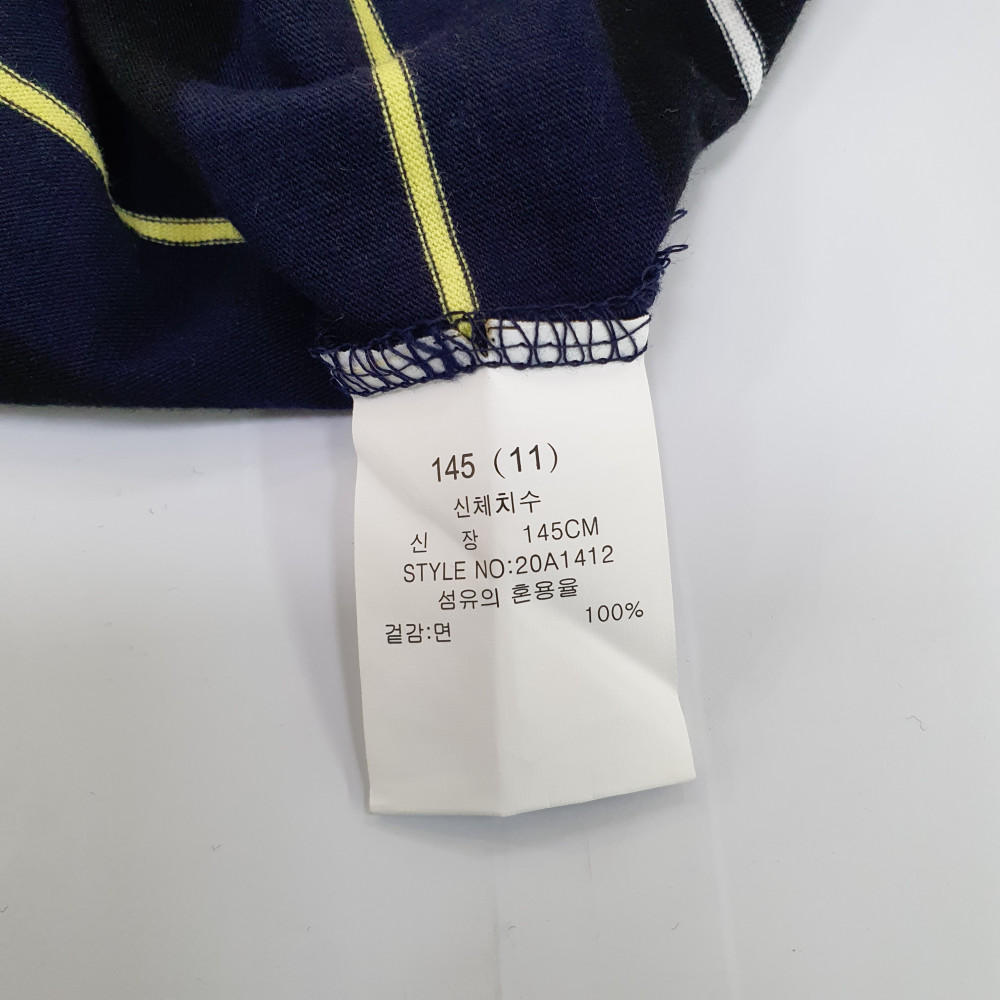 145 (11)
신체치수
신 장 145CM
STYLE NO:20A1412
섬유의 혼용율
겉감:면 100%